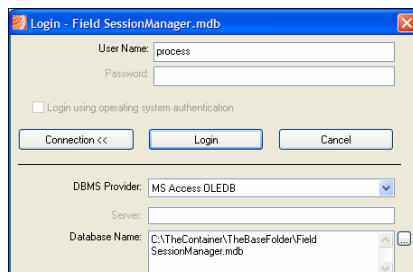 Login - Field SessionManager.mdb
User Name: process
Password:
Login using operating system authentication
Connection << Login Cancel
DBMS Provider: MS Access OLEDB
Server:
Database Name: C:\TheContainer\TheBaseFolder\Field
SessionManager.mdb
...